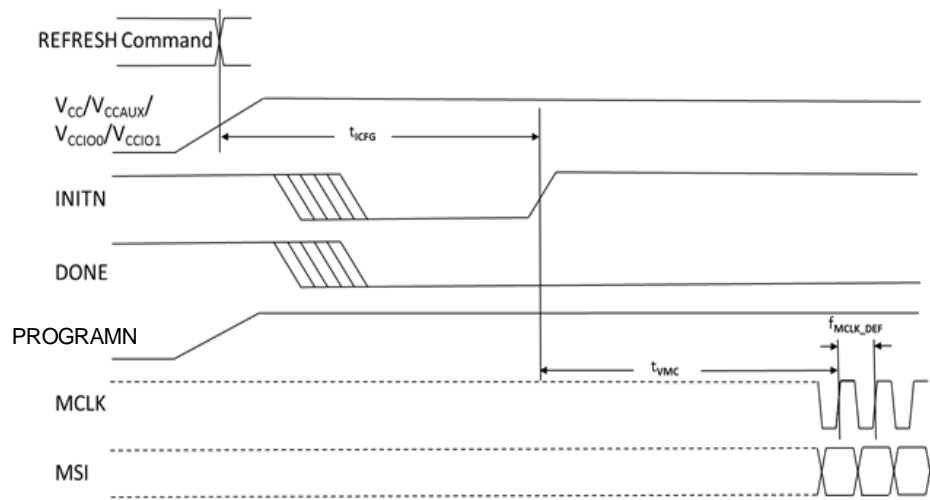 REFRESH Command
VCC/VCCAUX/
VCCIO0/VCCIO1
tICFG
INITN
DONE
PROGRAMN
fMCLK_DEF
tVMC
MCLK
MSI